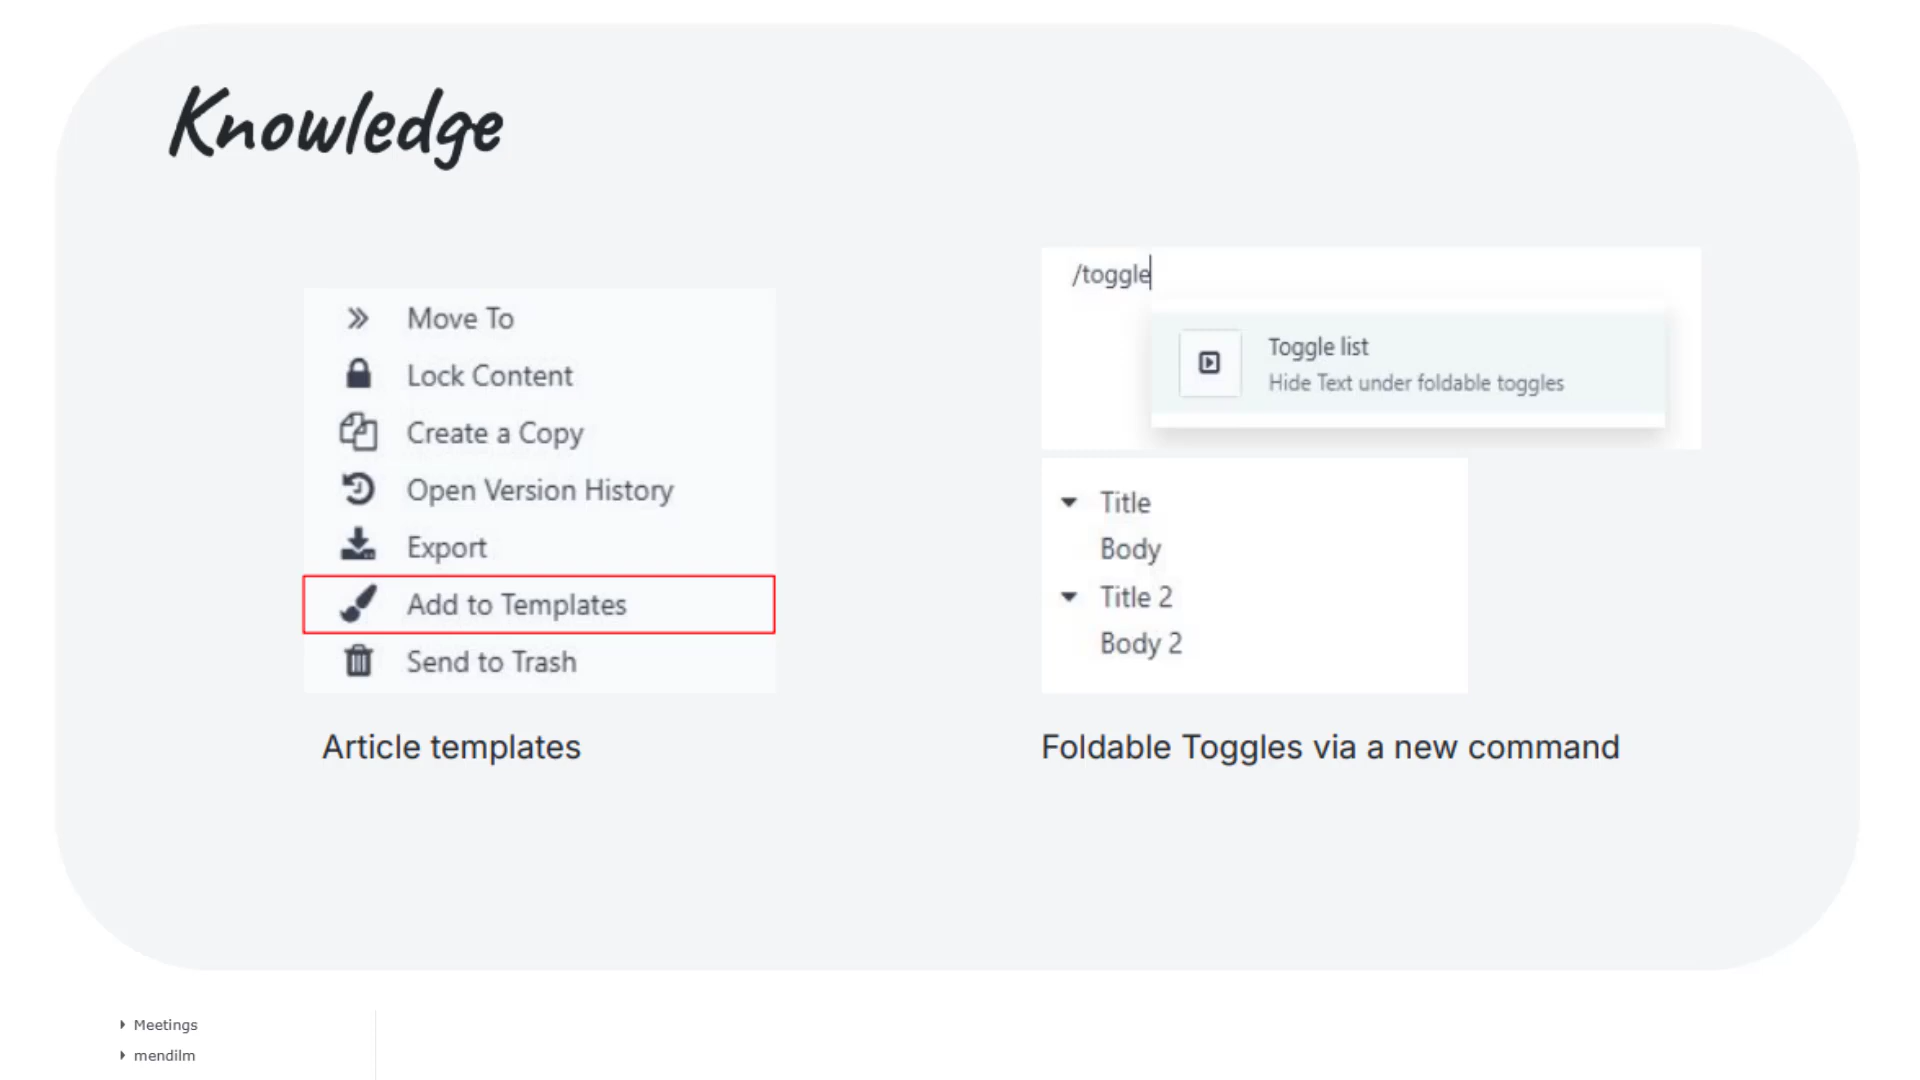 Knowledge
Move To
Lock Content
Create a Copy
Open Version History
Export
Add to Templates
Send to Trash
Article templates
/toggle
Toggle list
Hide Text under foldable toggles
Title
Body
Title 2
Body 2
Foldable Toggles via a new command
Meetings
mendilm